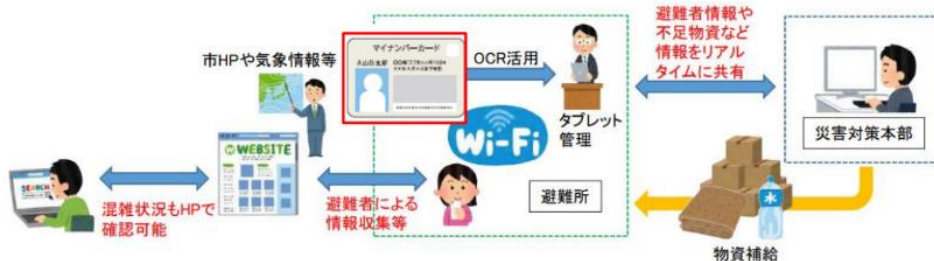 市HPや気象情報等
マイナンバーカード
OCR活用
タブレット
管理
Wi-Fi
避難者情報や
不足物資など
情報をリアル
タイムに共有
災害対策本部
WEBSITE
SEARCH
混雑状況もHPで
確認可能
避難者による
情報収集等
避難所
水
物資補給